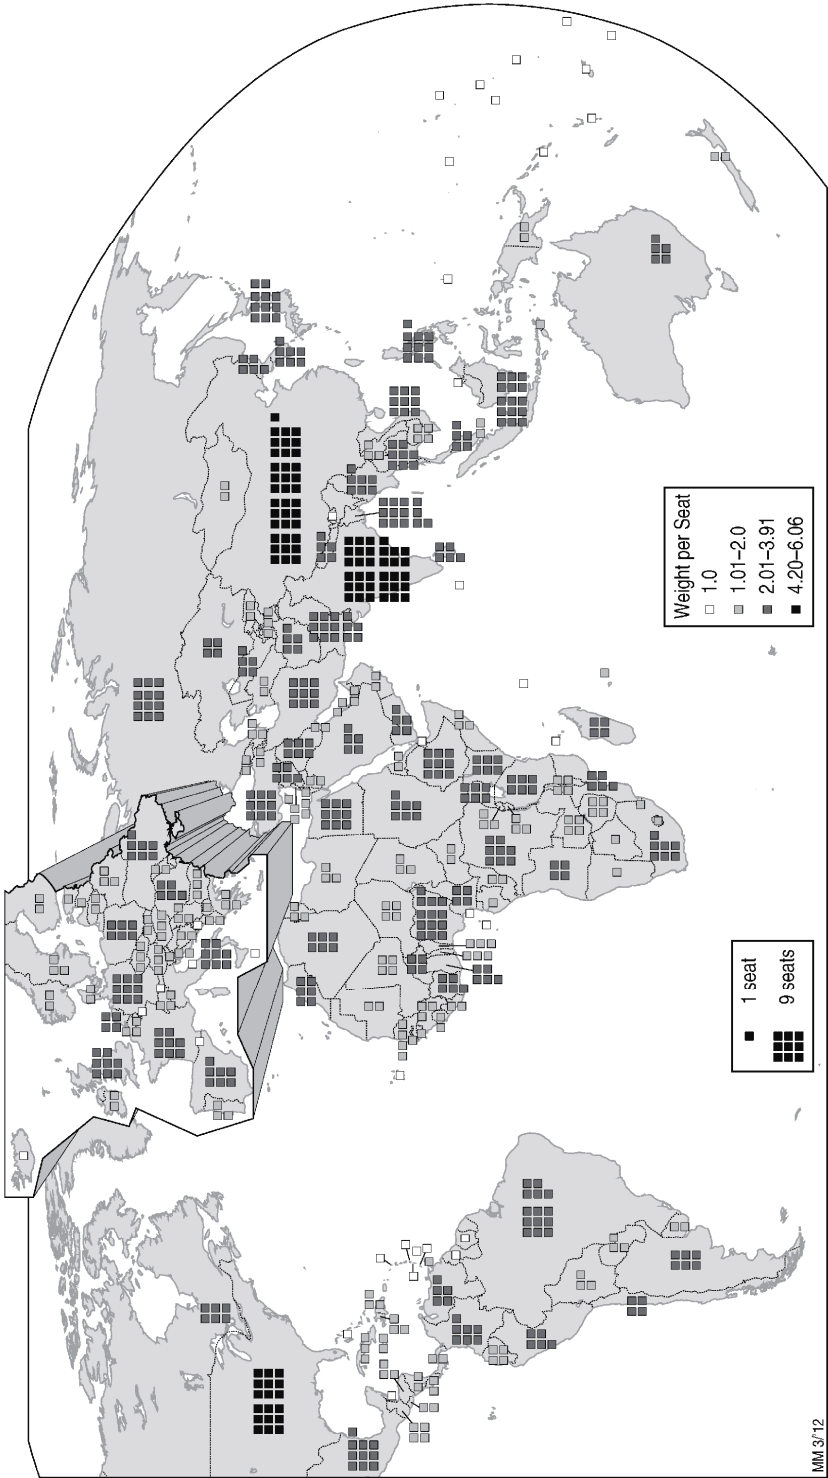 Weight per Seat
1.0
1.01–2.0
2.01–3.91
4.20–6.06
1 seat
9 seats
MM 3/'12